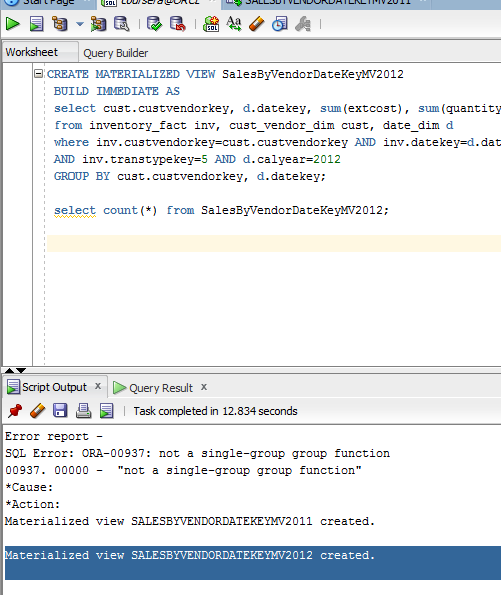 Start Page coursera@ORCL SALESBYVENDORDATEKEYMV2011
Worksheet Query Builder
CREATE MATERIALIZED VIEW SalesByVendorDateKeyMV2012
BUILD IMMEDIATE AS
select cust.custvendorkey, d.datekey, sum(extcost), sum(quantity
from inventory_fact inv, cust_vendor_dim cust, date_dim d
where inv.custvendorkey=cust.custvendorkey AND inv.datekey=d.dat
AND inv.transtypekey=5 AND d.calyear=2012
GROUP BY cust.custvendorkey, d.datekey;
select count(*) from SalesByVendorDateKeyMV2012;
Script Output x Query Result x
Task completed in 12.834 seconds
Error report -
SQL Error: ORA-00937: not a single-group group function
00937. 00000 - "not a single-group group function"
*Cause:
*Action:
Materialized view SALESBYVENDORDATEKEYMV2011 created.
Materialized view SALESBYVENDORDATEKEYMV2012 created.